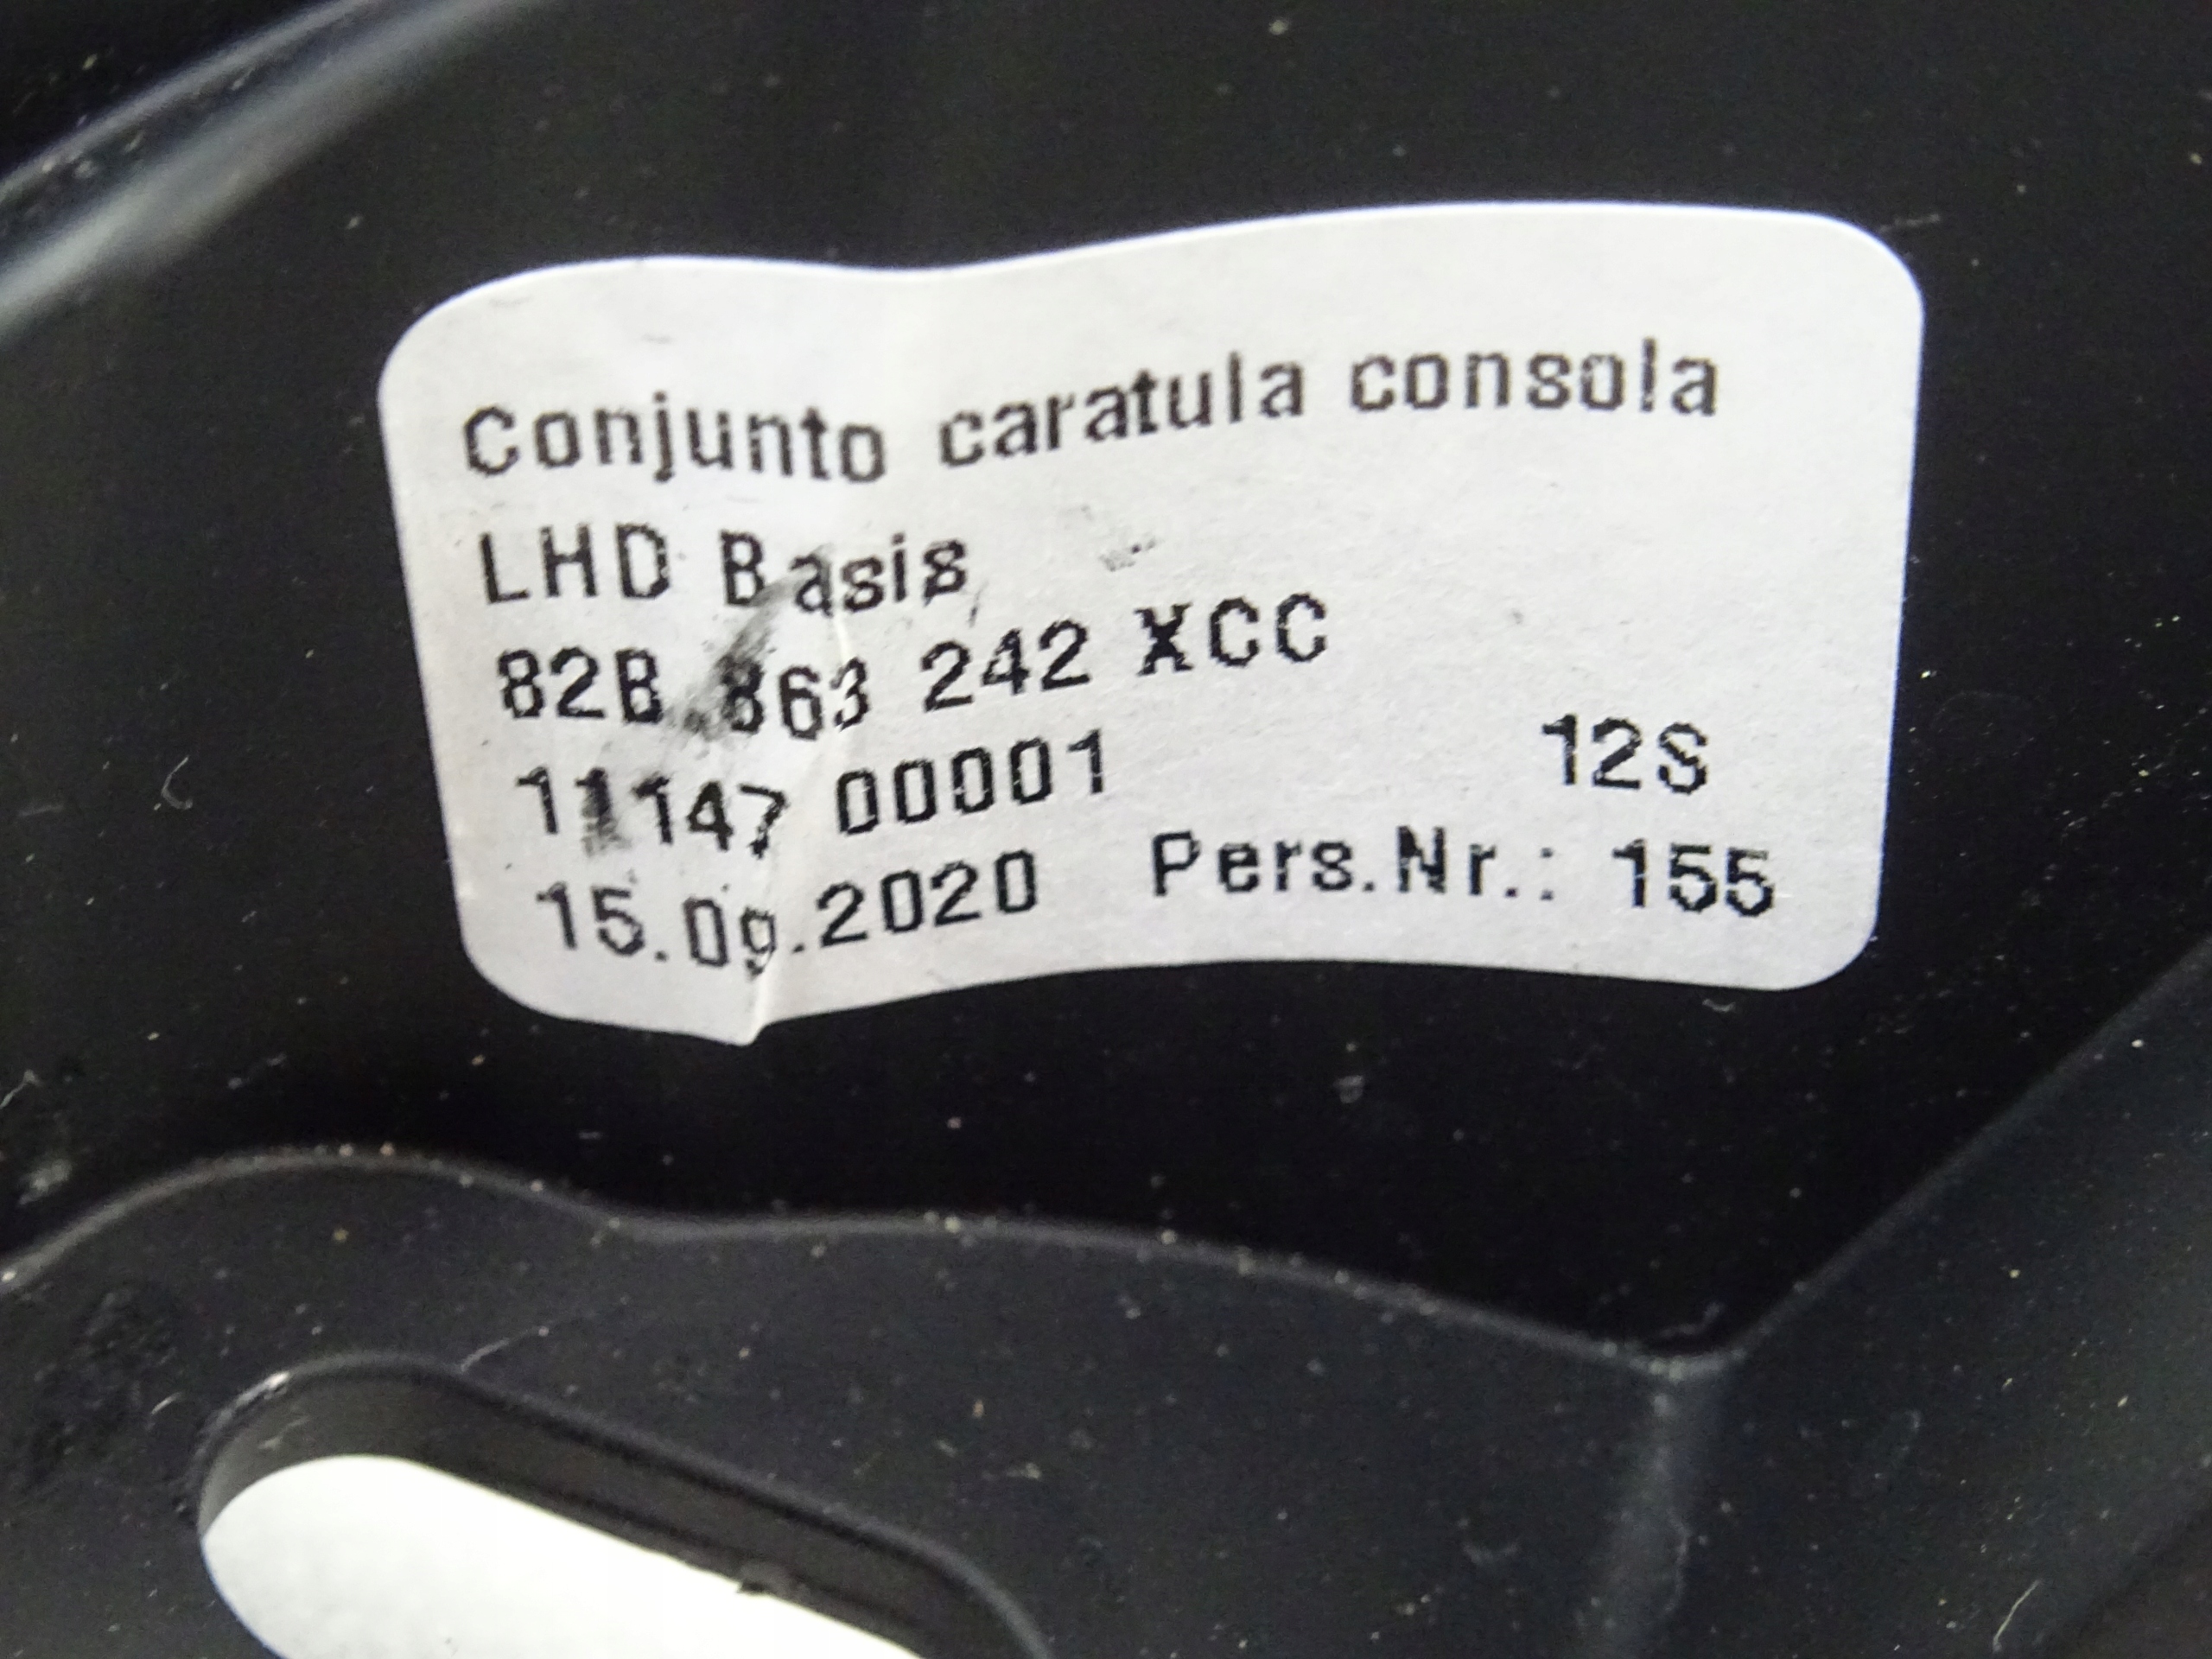 Conjunto caratula consola
LHD Basis
82B 863 242 XCC
11147 00001 12S
15.09.2020 Pers.Nr.: 155